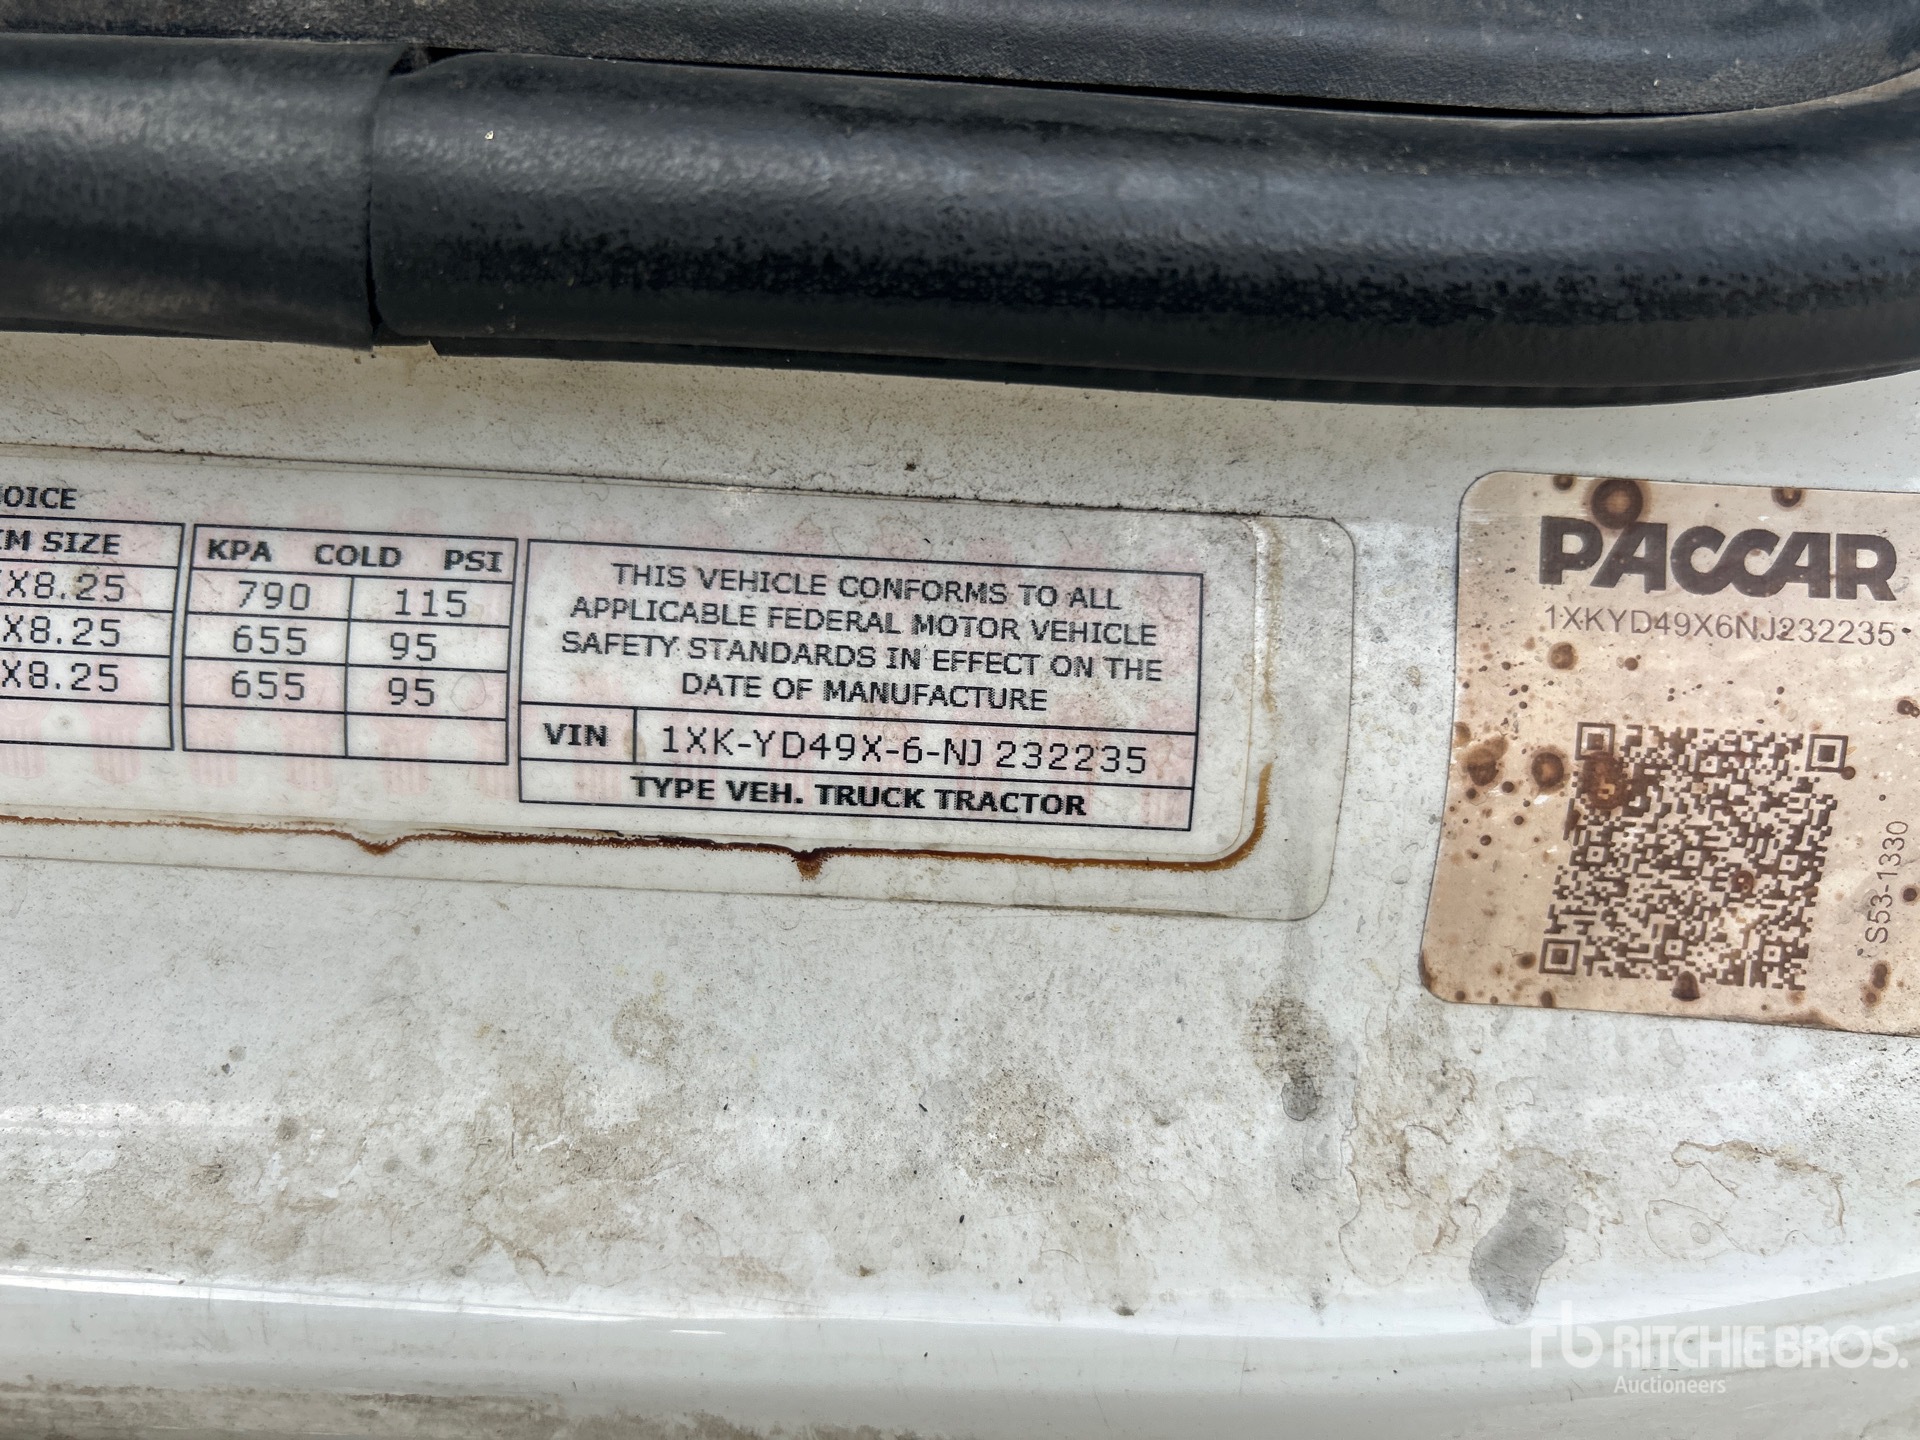 OICE
IM SIZE
X8.25
X8.25
X8.25
KPA COLD PSI
790 115
655 95
655 95
THIS VEHICLE CONFORMS TO ALL
APPLICABLE FEDERAL MOTOR VEHICLE
SAFETY STANDARDS IN EFFECT ON THE
DATE OF MANUFACTURE
VIN 1XK-YD49X-6-NJ 232235
TYPE VEH. TRUCK TRACTOR
PACCAR
1XKYD49X6NJ232235
S53-1330
rb RITCHIE BROS.
Auctioneers